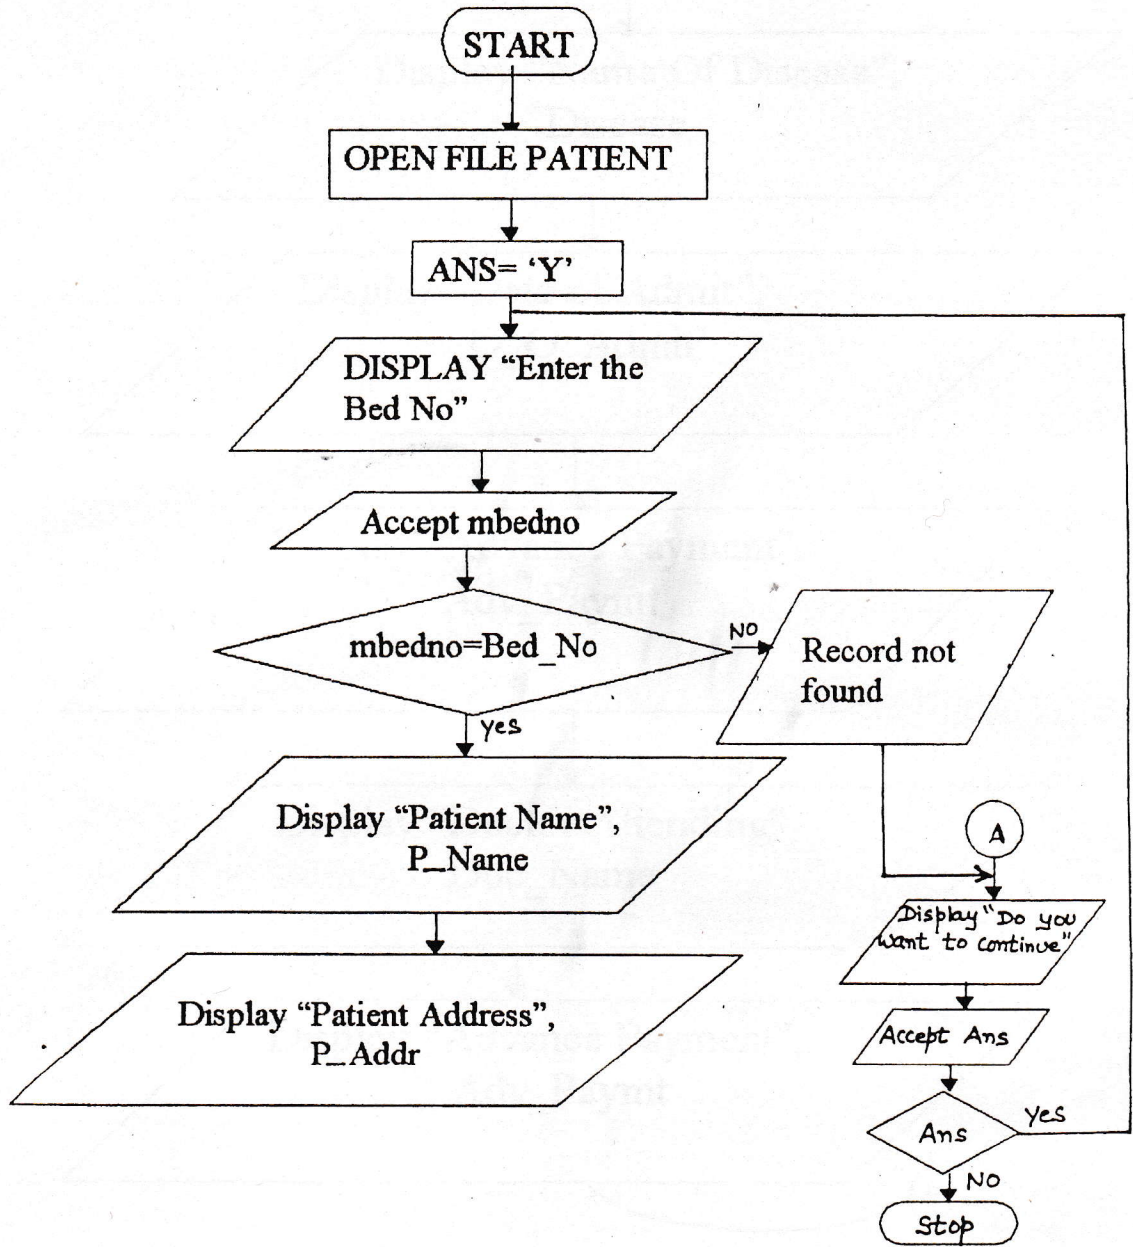 START
OPEN FILE PATIENT
ANS= ‘Y’
DISPLAY “Enter the
Bed No”
Accept mbedno
mbedno=Bed_No
NO
Record not
found
yes
Display “Patient Name”,
P_Name
A
Display “Do you
want to continue”
Display “Patient Address”,
P_Addr
Accept Ans
Ans
yes
NO
Stop